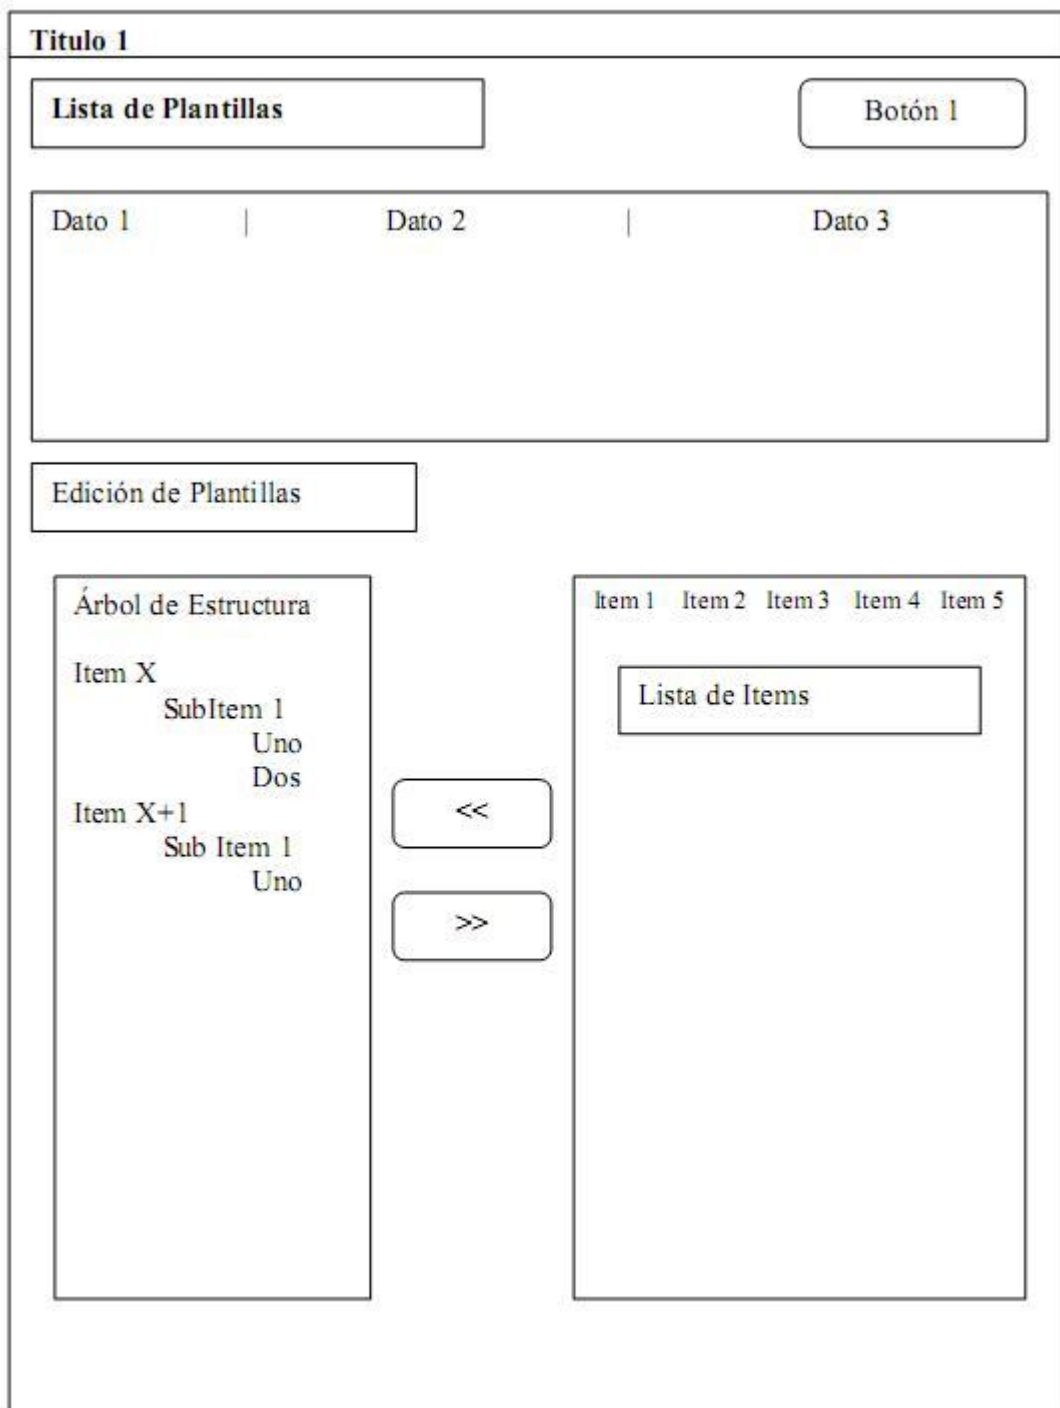 Titulo 1
Lista de Plantillas
Botón 1
Dato 1 | Dato 2 | Dato 3
Edición de Plantillas
Árbol de Estructura
Item X
SubItem 1
Uno
Dos
Item X+1
Sub Item 1
Uno
<<
>>
Item 1 Item 2 Item 3 Item 4 Item 5
Lista de Items